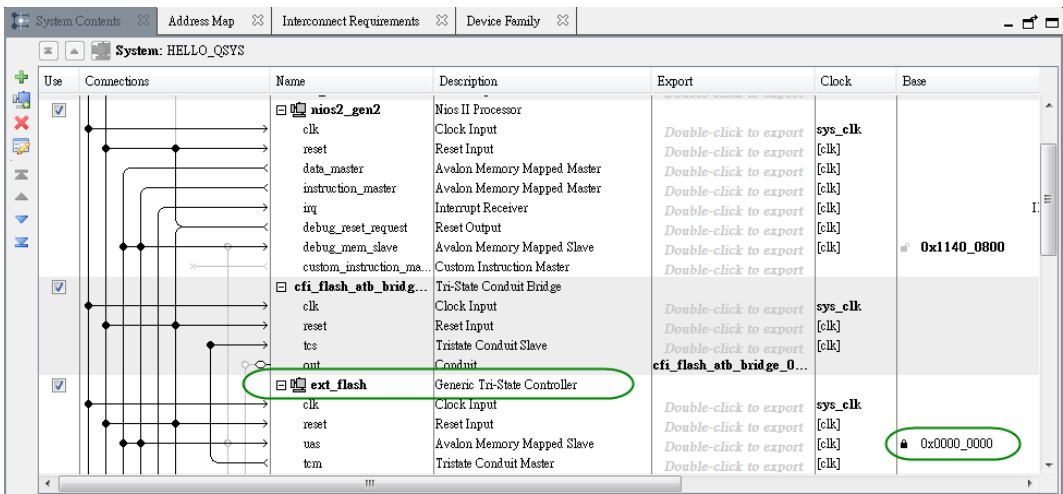 System Contents Address Map Interconnect Requirements Device Family
System: HELLO_QSYS
Use Connections Name Description Export Clock Base
nios2_gen2 Nios II Processor
clk Clock Input Double-click to export sys_clk
reset Reset Input Double-click to export [clk]
data_master Avalon Memory Mapped Master Double-click to export [clk]
instruction_master Avalon Memory Mapped Master Double-click to export [clk]
irq Interrupt Receiver Double-click to export [clk]
debug_reset_request Reset Output Double-click to export [clk]
debug_mem_slave Avalon Memory Mapped Slave Double-click to export [clk] 0x1140_0800
custom_instruction_ma... Custom Instruction Master Double-click to export
cfi_flash_atb_bridg... Tri-State Conduit Bridge
clk Clock Input Double-click to export sys_clk
reset Reset Input Double-click to export [clk]
tcs Tristate Conduit Slave Double-click to export [clk]
out Conduit cfi_flash_atb_bridge_0...
ext_flash Generic Tri-State Controller
clk Clock Input Double-click to export sys_clk
reset Reset Input Double-click to export [clk]
uas Avalon Memory Mapped Slave Double-click to export [clk] 0x0000_0000
tcm Tristate Conduit Master Double-click to export [clk]